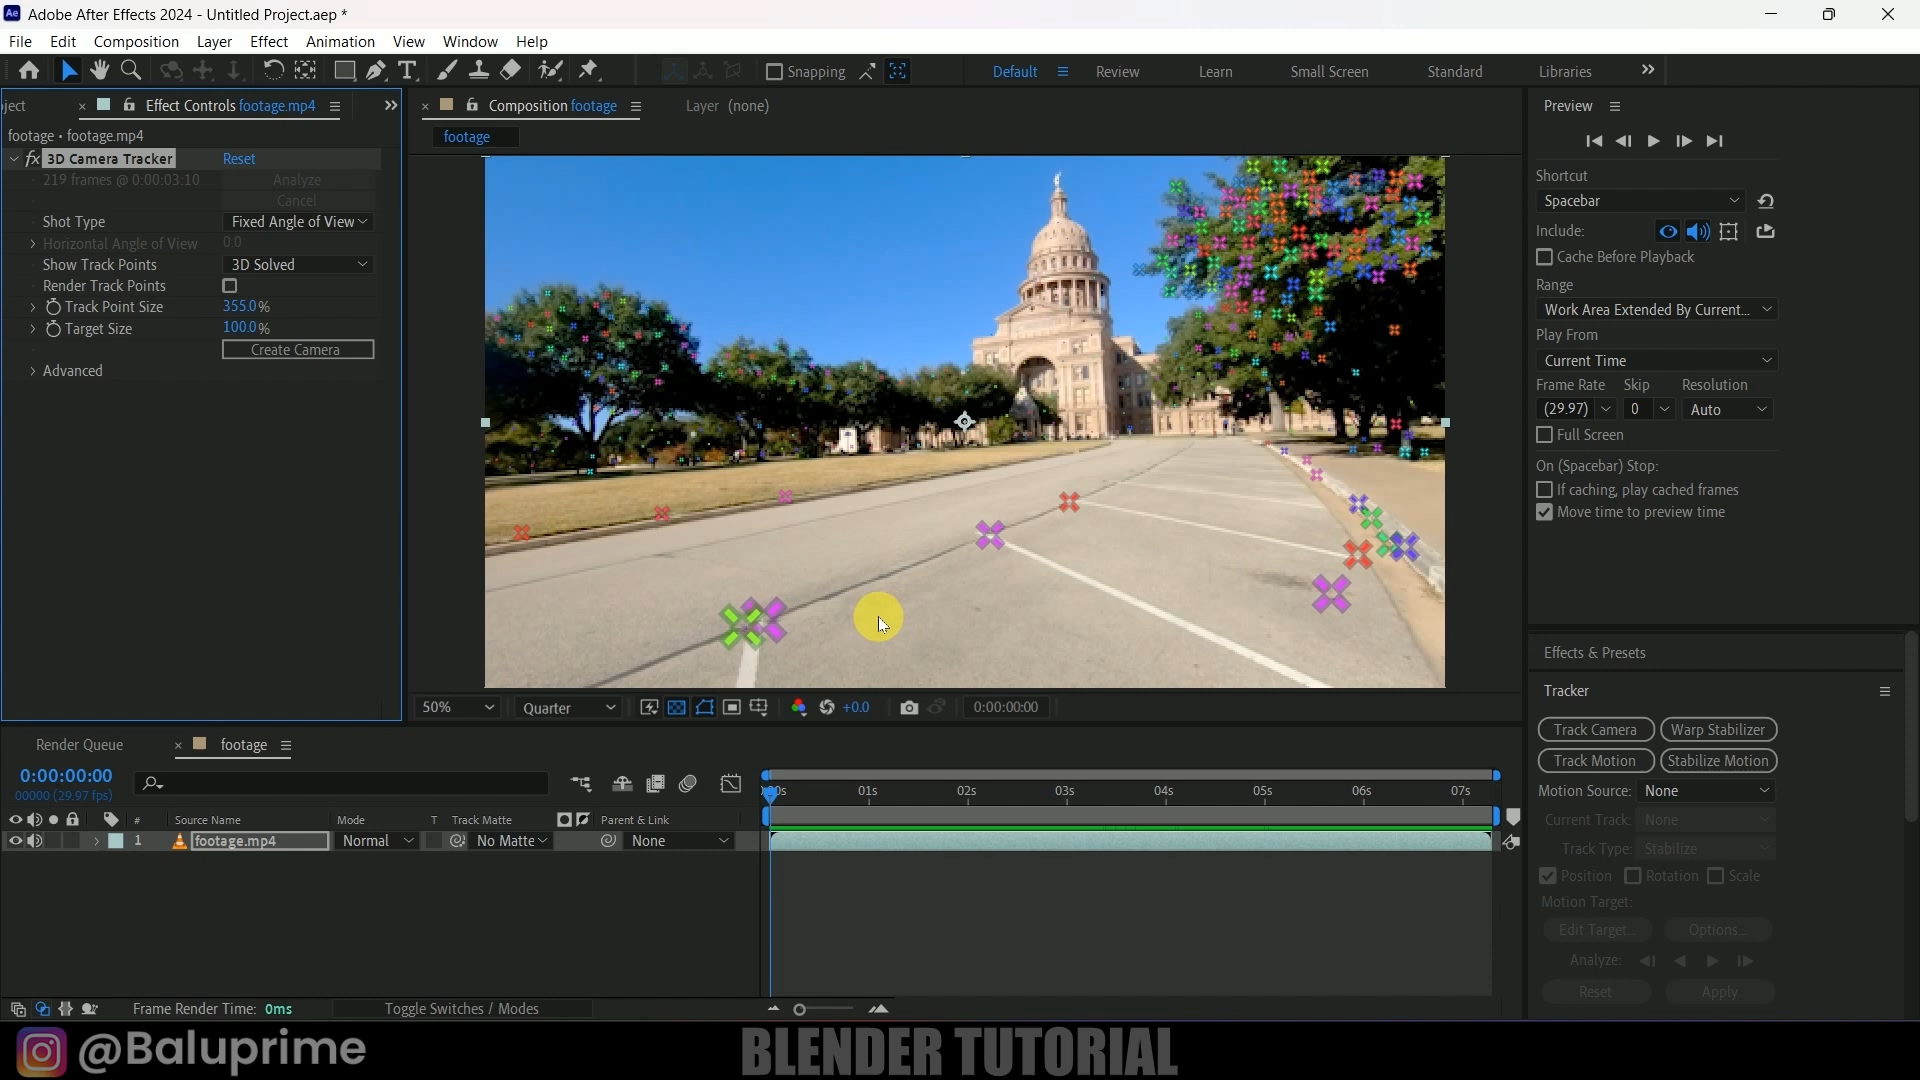 Ae Adobe After Effects 2024 - Untitled Project.aep *
File Edit Composition Layer Effect Animation View Window Help
Snapping Default Review Learn Small Screen Standard Libraries
ject × Effect Controls footage.mp4
× Composition footage Layer (none)
Preview
footage • footage.mp4
footage
fx 3D Camera Tracker Reset
219 frames @ 0:00:03:10 Analyze
Cancel
Shot Type Fixed Angle of View
Horizontal Angle of View 0.0
Show Track Points 3D Solved
Render Track Points
Track Point Size 355.0%
Target Size 100.0%
Create Camera
Advanced
Shortcut
Spacebar
Include:
Cache Before Playback
Range
Work Area Extended By Current...
Play From
Current Time
Frame Rate Skip Resolution
(29.97) 0 Auto
Full Screen
On (Spacebar) Stop:
If caching, play cached frames
Move time to preview time
Effects & Presets
Tracker
Track Camera Warp Stabilizer
Track Motion Stabilize Motion
Motion Source: None
Current Track: None
Track Type: Stabilize
Position Rotation Scale
Motion Target:
Edit Target... Options...
Analyze:
Reset Apply
50% Quarter +0.0 0:00:00:00
Render Queue × footage
0:00:00:00
00000 (29.97 fps)
01s 02s 03s 04s 05s 06s 07s
# Source Name Mode T Track Matte Parent & Link
1 footage.mp4 Normal No Matte None
Frame Render Time: 0ms Toggle Switches / Modes
@Baluprime BLENDER TUTORIAL